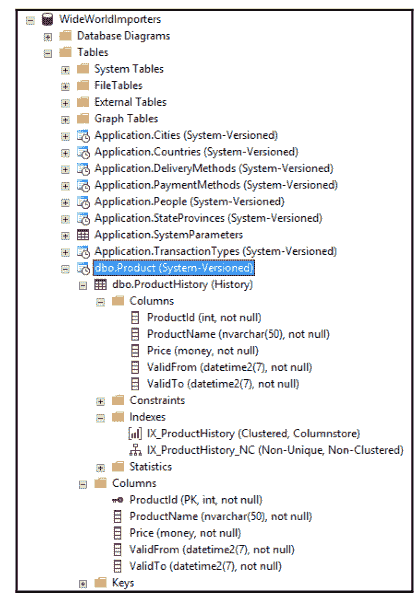 WideWorldImporters
Database Diagrams
Tables
System Tables
FileTables
External Tables
Graph Tables
Application.Cities (System-Versioned)
Application.Countries (System-Versioned)
Application.DeliveryMethods (System-Versioned)
Application.PaymentMethods (System-Versioned)
Application.People (System-Versioned)
Application.StateProvinces (System-Versioned)
Application.SystemParameters
Application.TransactionTypes (System-Versioned)
dbo.Product (System-Versioned)
dbo.ProductHistory (History)
Columns
ProductId (int, not null)
ProductName (nvarchar(50), not null)
Price (money, not null)
ValidFrom (datetime2(7), not null)
ValidTo (datetime2(7), not null)
Constraints
Indexes
IX_ProductHistory (Clustered, Columnstore)
IX_ProductHistory_NC (Non-Unique, Non-Clustered)
Statistics
Columns
ProductId (PK, int, not null)
ProductName (nvarchar(50), not null)
Price (money, not null)
ValidFrom (datetime2(7), not null)
ValidTo (datetime2(7), not null)
Keys